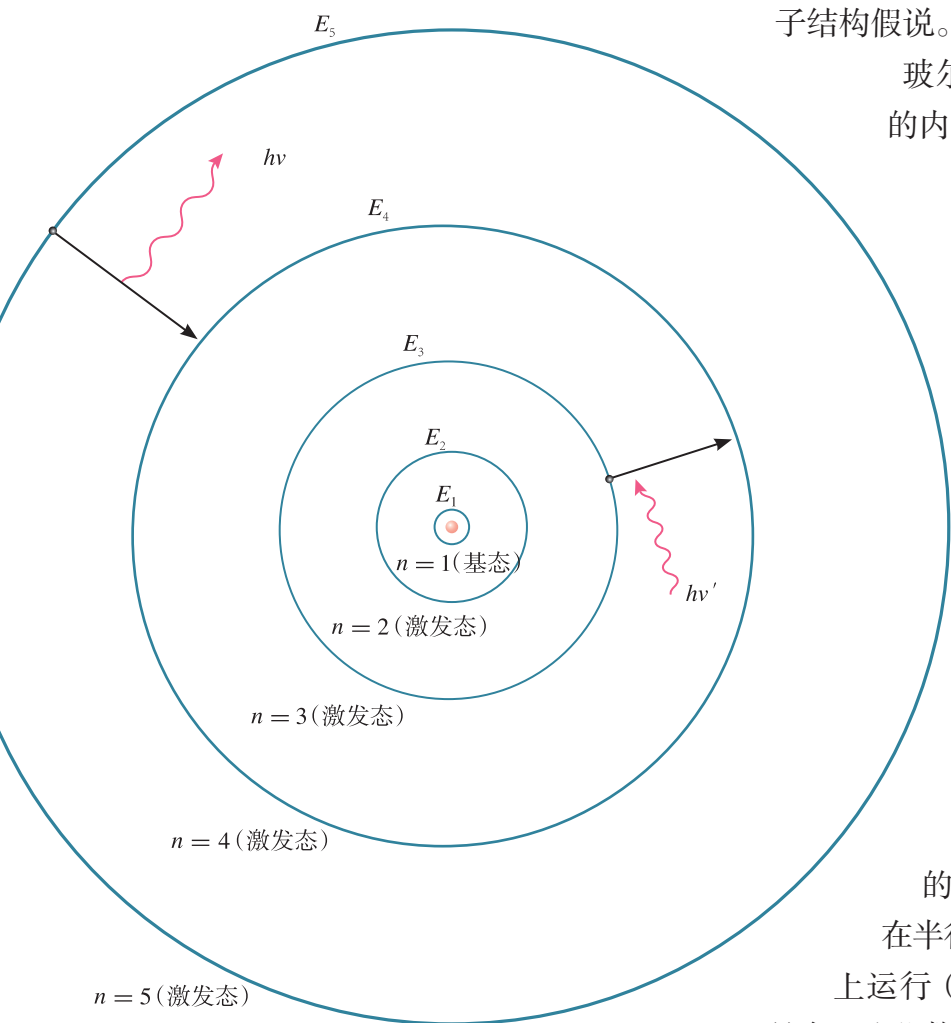 E₅
子结构假说。
玻尔
的内
hν
E₄
E₃
E₂
E₁
n = 1(基态)
hν′
n = 2(激发态)
n = 3(激发态)
n = 4(激发态)
的
在半径
上运行(
n = 5(激发态)